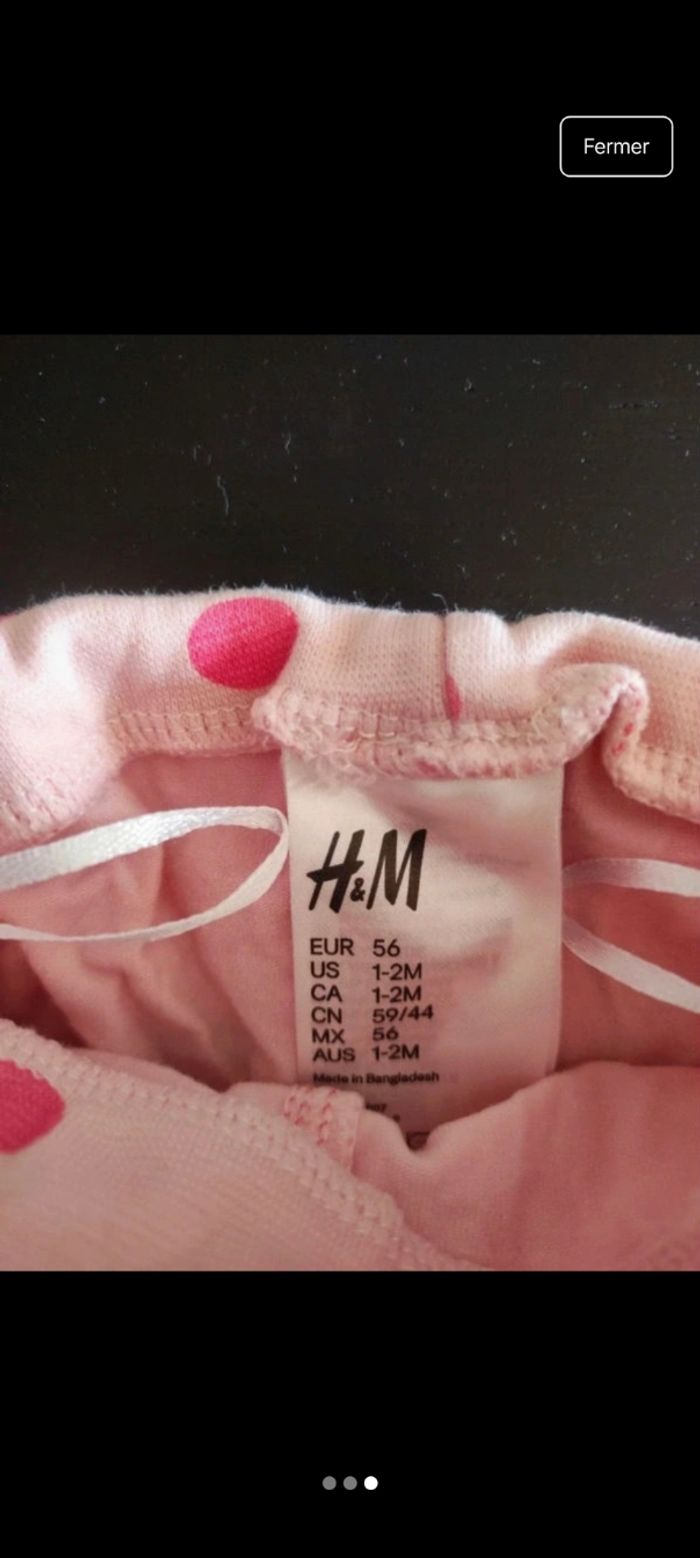 Fermer
H&M
EUR 56
US 1-2M
CA 1-2M
CN 59/44
MX 56
AUS 1-2M
Made in Bangladesh